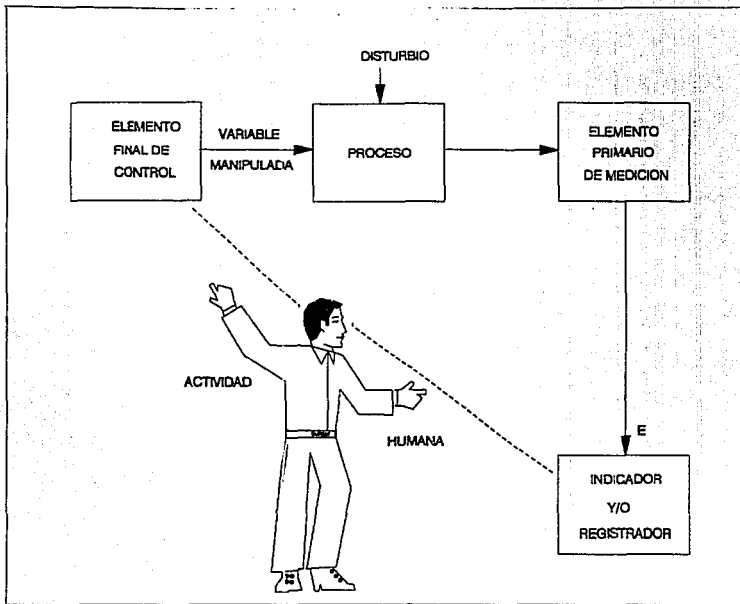 DISTURBIO
ELEMENTO
FINAL DE
CONTROL
VARIABLE
MANIPULADA
PROCESO
ELEMENTO
PRIMARIO
DE MEDICION
ACTIVIDAD
HUMANA
E
INDICADOR
Y/O
REGISTRADOR